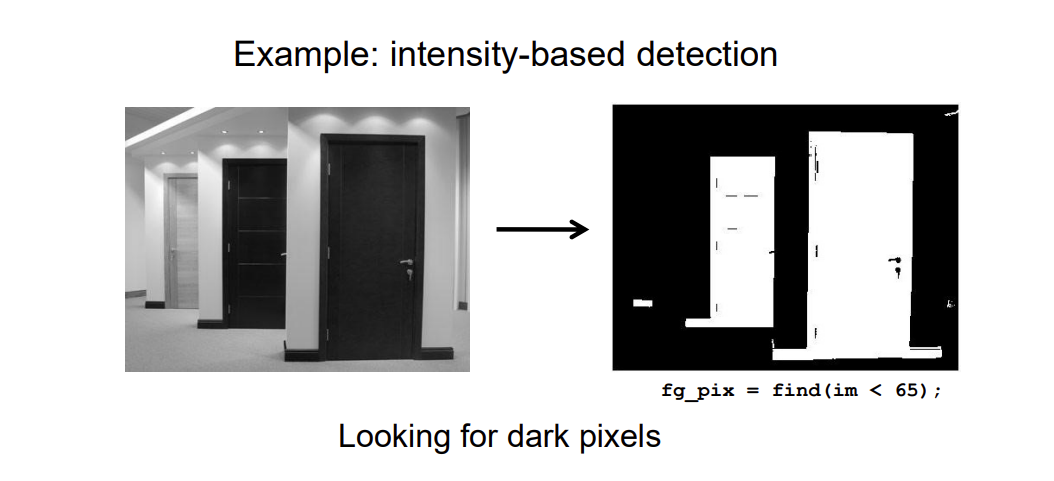 Example: intensity-based detection
fg_pix = find(im < 65);
Looking for dark pixels